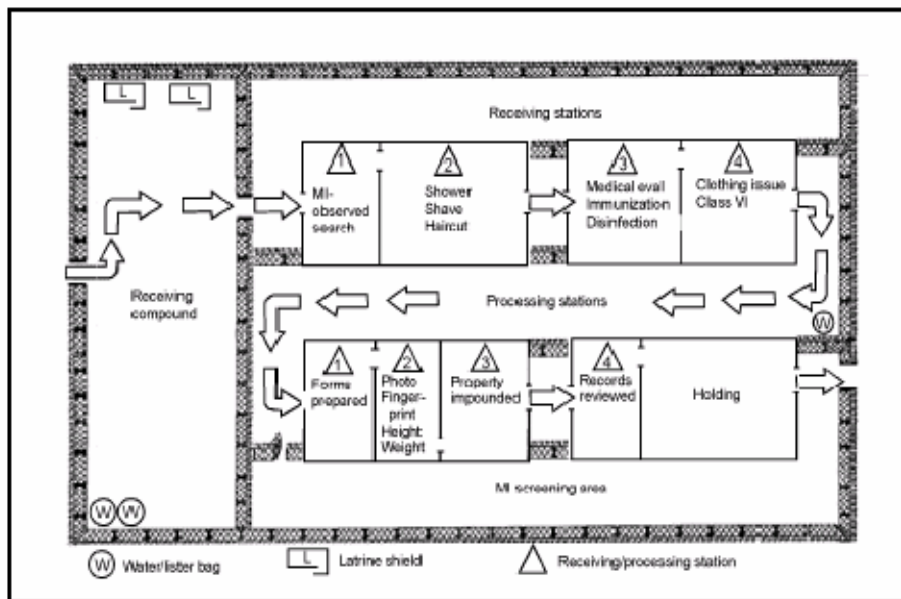 L
L
Receiving stations
1
MI-
observed
search
2
Shower
Shave
Haircut
3
Medical eval
Immunization
Disinfection
4
Clothing issue
Class VI
Receiving
compound
Processing stations
W
1
Forms
prepared
2
Photo
Finger-
print
Height
Weight
3
Property
impounded
4
Records
reviewed
Holding
MI screening area
W W
W Water/lister bag
L Latrine shield
Receiving/processing station